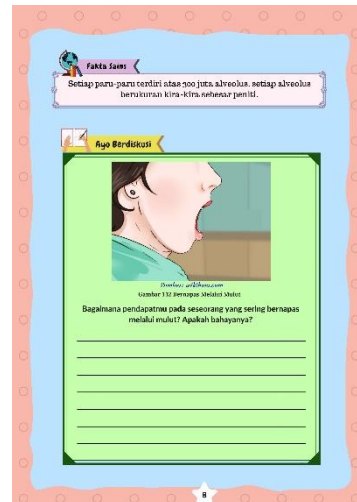 Fakta Sains
Setiap paru-paru terdiri atas 300 juta alveolus. setiap alveolus
berukuran kira-kira sebesar peniti.
Ayo Berdiskusi
Sumber: wikihow.com
Gambar 1.12 Bernapas Melalui Mulut
Bagaimana pendapatmu pada seseorang yang sering bernapas
melalui mulut? Apakah bahayanya?
8